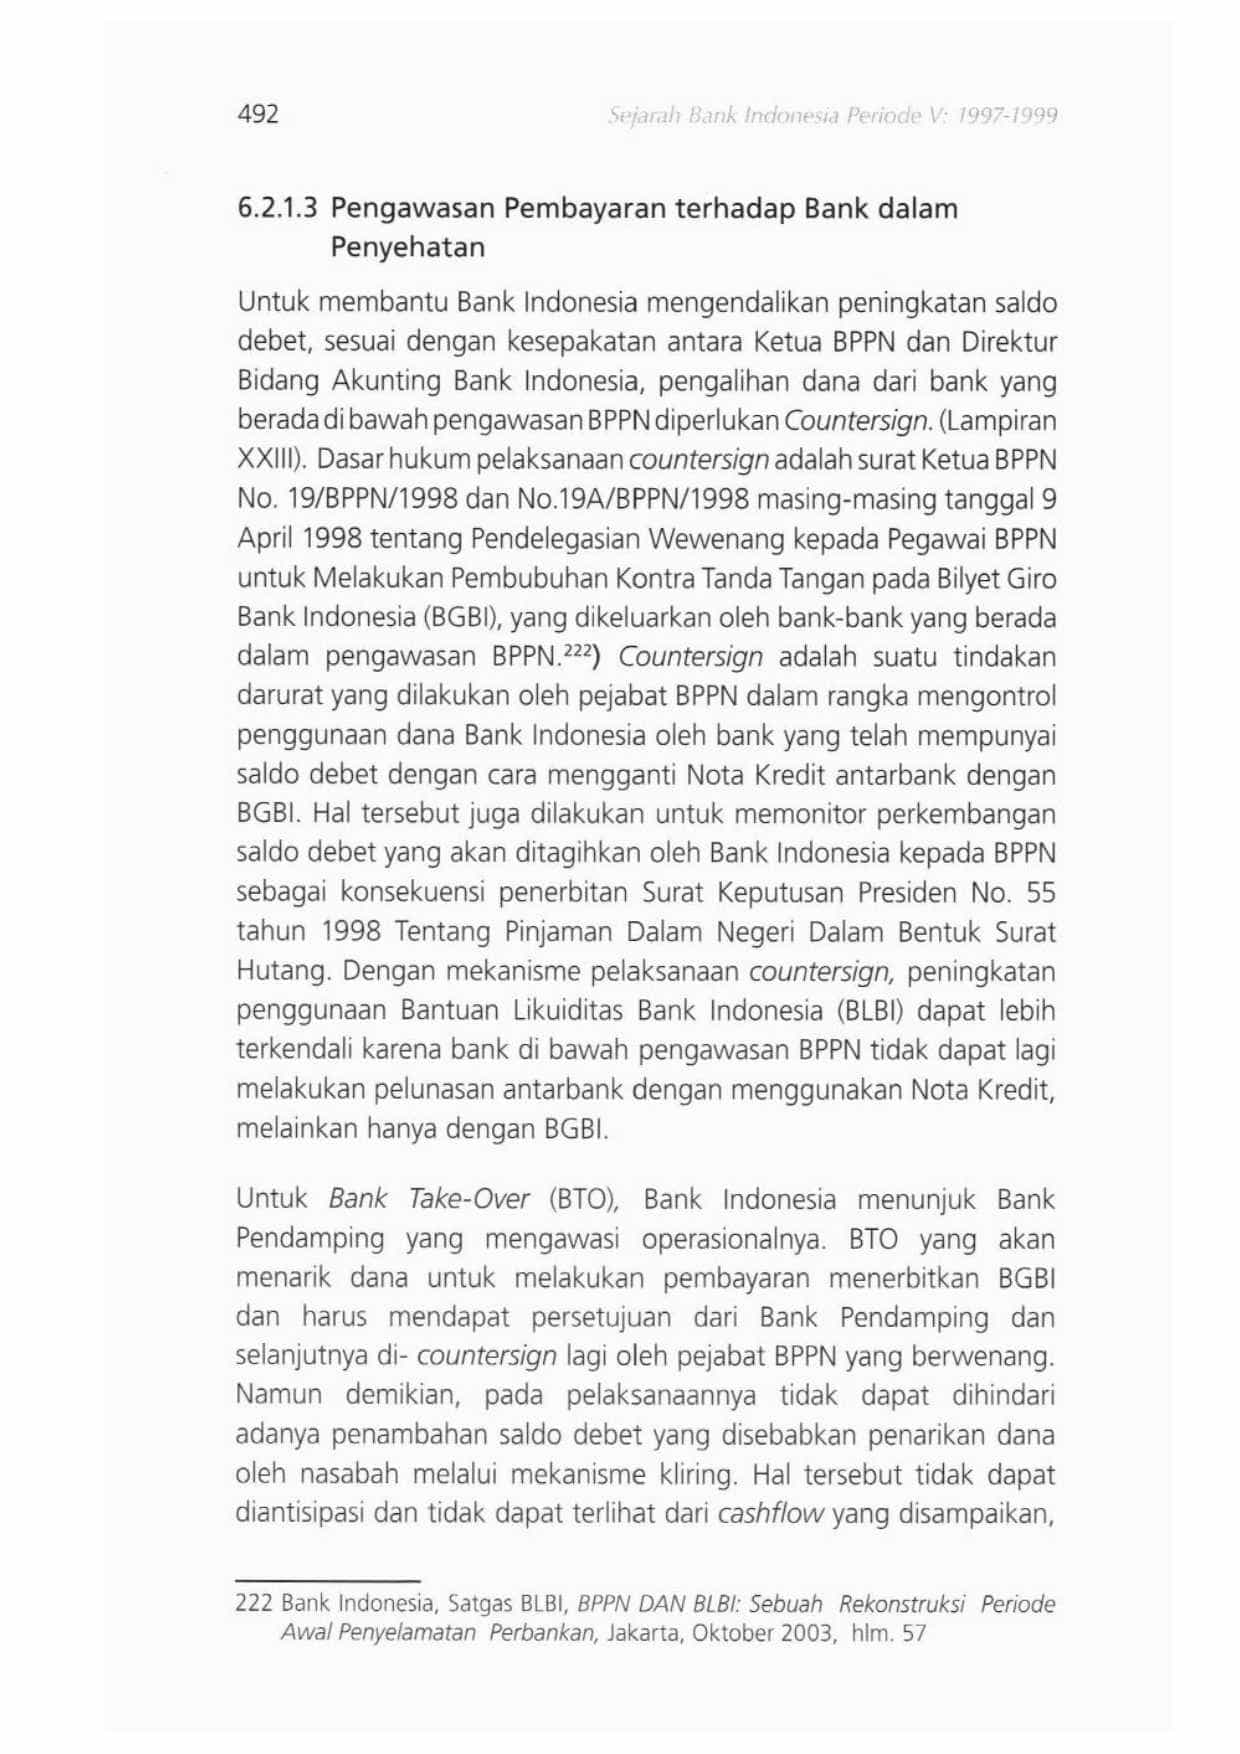 492
Sejarah Bank Indonesia Periode V: 1997-1999
6.2.1.3 Pengawasan Pembayaran terhadap Bank dalam
Penyehatan
Untuk membantu Bank Indonesia mengendalikan peningkatan saldo
debet, sesuai dengan kesepakatan antara Ketua BPPN dan Direktur
Bidang Akunting Bank Indonesia, pengalihan dana dari bank yang
berada di bawah pengawasan BPPN diperlukan Countersign. (Lampiran
XXIII). Dasar hukum pelaksanaan countersign adalah surat Ketua BPPN
No. 19/BPPN/1998 dan No.19A/BPPN/1998 masing-masing tanggal 9
April 1998 tentang Pendelegasian Wewenang kepada Pegawai BPPN
untuk Melakukan Pembubuhan Kontra Tanda Tangan pada Bilyet Giro
Bank Indonesia (BGBI), yang dikeluarkan oleh bank-bank yang berada
dalam pengawasan BPPN.²²²) Countersign adalah suatu tindakan
darurat yang dilakukan oleh pejabat BPPN dalam rangka mengontrol
penggunaan dana Bank Indonesia oleh bank yang telah mempunyai
saldo debet dengan cara mengganti Nota Kredit antarbank dengan
BGBI. Hal tersebut juga dilakukan untuk memonitor perkembangan
saldo debet yang akan ditagihkan oleh Bank Indonesia kepada BPPN
sebagai konsekuensi penerbitan Surat Keputusan Presiden No. 55
tahun 1998 Tentang Pinjaman Dalam Negeri Dalam Bentuk Surat
Hutang. Dengan mekanisme pelaksanaan countersign, peningkatan
penggunaan Bantuan Likuiditas Bank Indonesia (BLBI) dapat lebih
terkendali karena bank di bawah pengawasan BPPN tidak dapat lagi
melakukan pelunasan antarbank dengan menggunakan Nota Kredit,
melainkan hanya dengan BGBI.
Untuk Bank Take-Over (BTO), Bank Indonesia menunjuk Bank
Pendamping yang mengawasi operasionalnya. BTO yang akan
menarik dana untuk melakukan pembayaran menerbitkan BGBI
dan harus mendapat persetujuan dari Bank Pendamping dan
selanjutnya di- countersign lagi oleh pejabat BPPN yang berwenang.
Namun demikian, pada pelaksanaannya tidak dapat dihindari
adanya penambahan saldo debet yang disebabkan penarikan dana
oleh nasabah melalui mekanisme kliring. Hal tersebut tidak dapat
diantisipasi dan tidak dapat terlihat dari cashflow yang disampaikan,
222 Bank Indonesia, Satgas BLBI, BPPN DAN BLBI: Sebuah Rekonstruksi Periode
Awal Penyelamatan Perbankan, Jakarta, Oktober 2003, hlm. 57